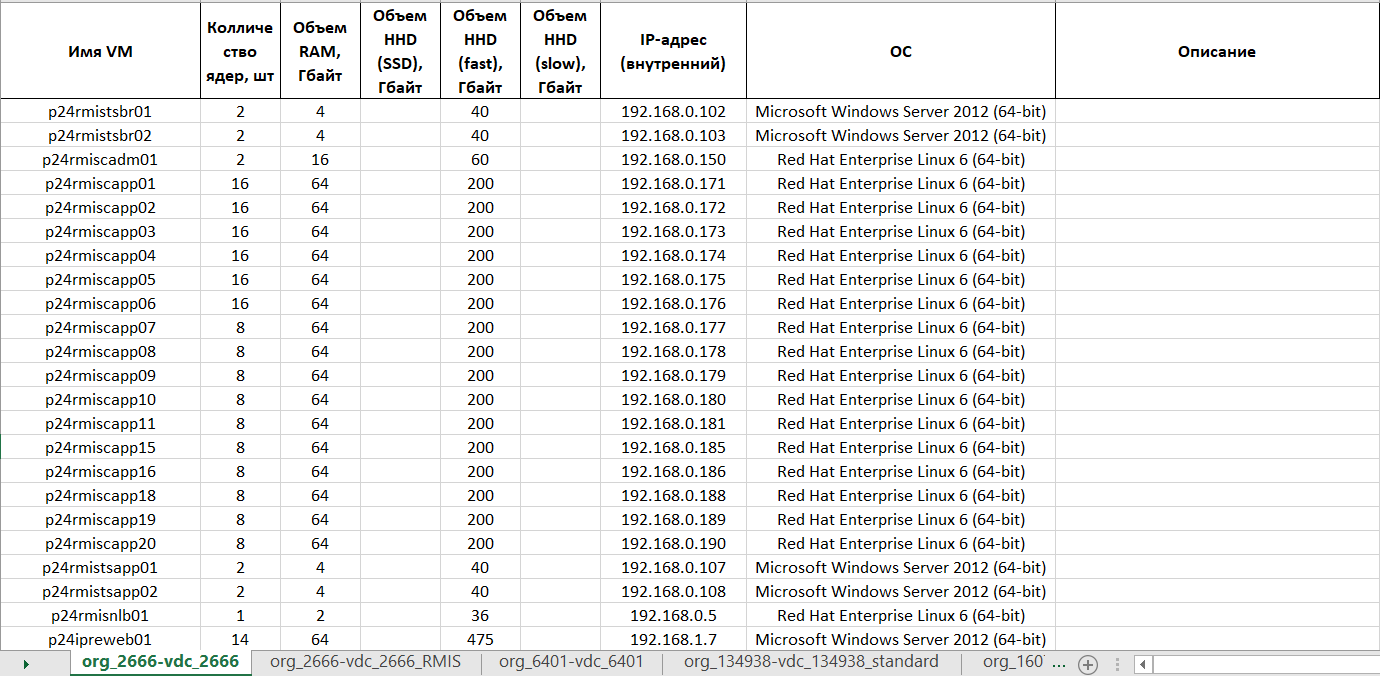 Имя VM Колличе ство ядер, шт Объем RAM, Гбайт Объем HHD (SSD), Гбайт Объем HHD (fast), Гбайт Объем HHD (slow), Гбайт IP-адрес (внутренний) ОС Описание
p24rmistsbr01 2 4 40 192.168.0.102 Microsoft Windows Server 2012 (64-bit)
p24rmistsbr02 2 4 40 192.168.0.103 Microsoft Windows Server 2012 (64-bit)
p24rmiscadm01 2 16 60 192.168.0.150 Red Hat Enterprise Linux 6 (64-bit)
p24rmiscapp01 16 64 200 192.168.0.171 Red Hat Enterprise Linux 6 (64-bit)
p24rmiscapp02 16 64 200 192.168.0.172 Red Hat Enterprise Linux 6 (64-bit)
p24rmiscapp03 16 64 200 192.168.0.173 Red Hat Enterprise Linux 6 (64-bit)
p24rmiscapp04 16 64 200 192.168.0.174 Red Hat Enterprise Linux 6 (64-bit)
p24rmiscapp05 16 64 200 192.168.0.175 Red Hat Enterprise Linux 6 (64-bit)
p24rmiscapp06 16 64 200 192.168.0.176 Red Hat Enterprise Linux 6 (64-bit)
p24rmiscapp07 8 64 200 192.168.0.177 Red Hat Enterprise Linux 6 (64-bit)
p24rmiscapp08 8 64 200 192.168.0.178 Red Hat Enterprise Linux 6 (64-bit)
p24rmiscapp09 8 64 200 192.168.0.179 Red Hat Enterprise Linux 6 (64-bit)
p24rmiscapp10 8 64 200 192.168.0.180 Red Hat Enterprise Linux 6 (64-bit)
p24rmiscapp11 8 64 200 192.168.0.181 Red Hat Enterprise Linux 6 (64-bit)
p24rmiscapp15 8 64 200 192.168.0.185 Red Hat Enterprise Linux 6 (64-bit)
p24rmiscapp16 8 64 200 192.168.0.186 Red Hat Enterprise Linux 6 (64-bit)
p24rmiscapp18 8 64 200 192.168.0.188 Red Hat Enterprise Linux 6 (64-bit)
p24rmiscapp19 8 64 200 192.168.0.189 Red Hat Enterprise Linux 6 (64-bit)
p24rmiscapp20 8 64 200 192.168.0.190 Red Hat Enterprise Linux 6 (64-bit)
p24rmistsapp01 2 4 40 192.168.0.107 Microsoft Windows Server 2012 (64-bit)
p24rmistsapp02 2 4 40 192.168.0.108 Microsoft Windows Server 2012 (64-bit)
p24rmisnlb01 1 2 36 192.168.0.5 Red Hat Enterprise Linux 6 (64-bit)
p24ipreweb01 14 64 475 192.168.1.7 Microsoft Windows Server 2012 (64-bit)
org_2666-vdc_2666 org_2666-vdc_2666_RMIS org_6401-vdc_6401 org_134938-vdc_134938_standard org_160 ...